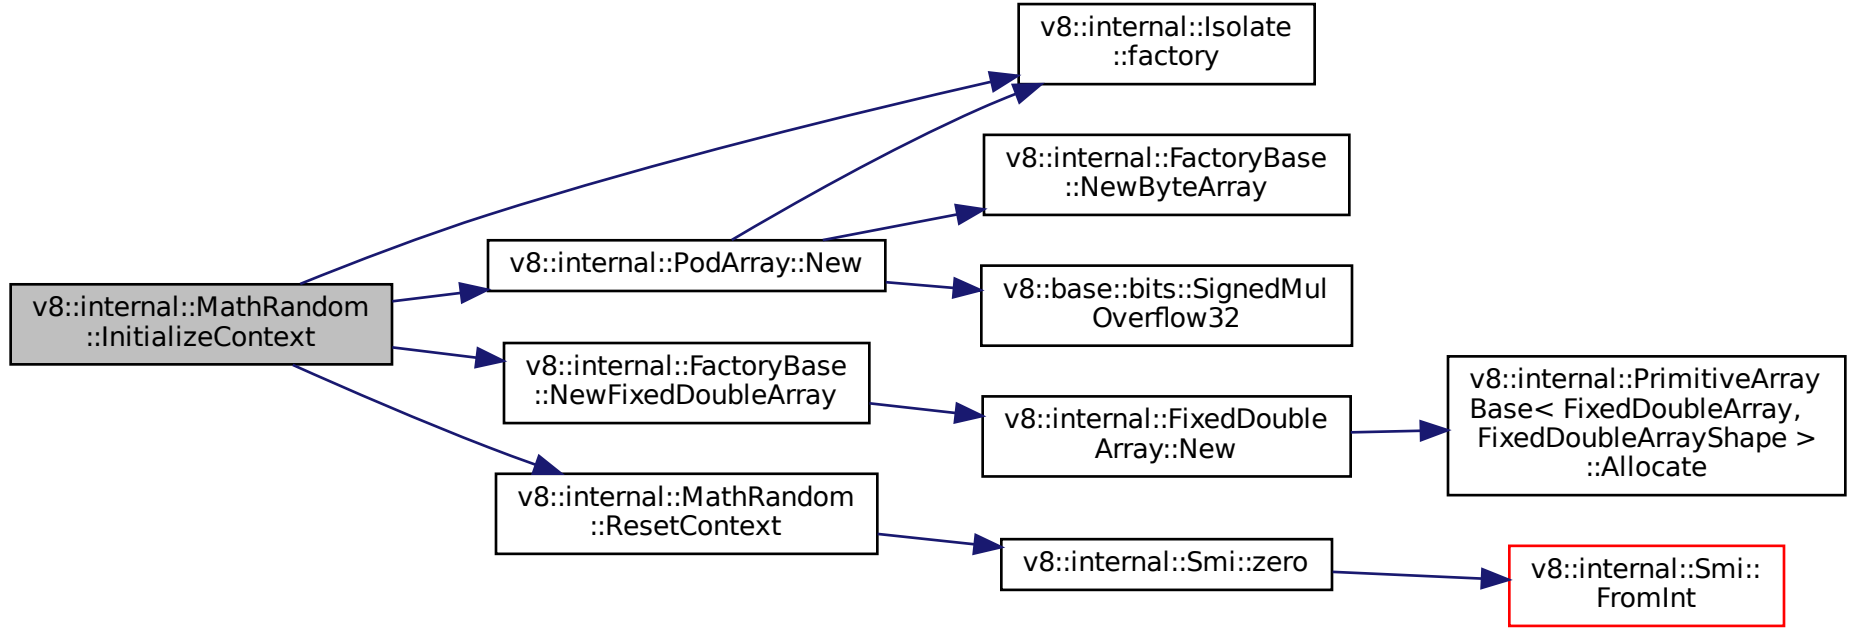 v8::internal::Isolate
::factory
v8::internal::FactoryBase
::NewByteArray
v8::internal::PodArray::New
v8::base::bits::SignedMul
Overflow32
v8::internal::MathRandom
::InitializeContext
v8::internal::FactoryBase
::NewFixedDoubleArray
v8::internal::FixedDouble
Array::New
v8::internal::PrimitiveArray
Base< FixedDoubleArray,
FixedDoubleArrayShape >
::Allocate
v8::internal::MathRandom
::ResetContext
v8::internal::Smi::zero
v8::internal::Smi::
FromInt